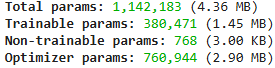 Total params: 1,142,183 (4.36 MB)
Trainable params: 380,471 (1.45 MB)
Non-trainable params: 768 (3.00 KB)
Optimizer params: 760,944 (2.90 MB)